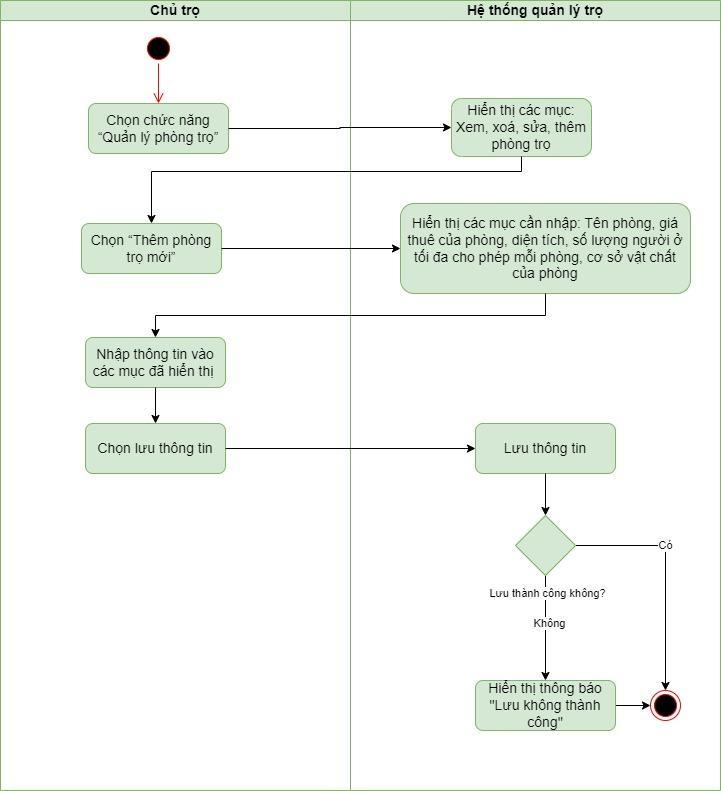 Chủ trọ
Hệ thống quản lý trọ
Chọn chức năng
“Quản lý phòng trọ”
Hiển thị các mục:
Xem, xoá, sửa, thêm
phòng trọ
Chọn “Thêm phòng
trọ mới”
Hiển thị các mục cần nhập: Tên phòng, giá
thuê của phòng, diện tích, số lượng người ở
tối đa cho phép mỗi phòng, cơ sở vật chất
của phòng
Nhập thông tin vào
các mục đã hiển thị
Chọn lưu thông tin
Lưu thông tin
Có
Lưu thành công không?
Không
Hiển thị thông báo
"Lưu không thành
công"